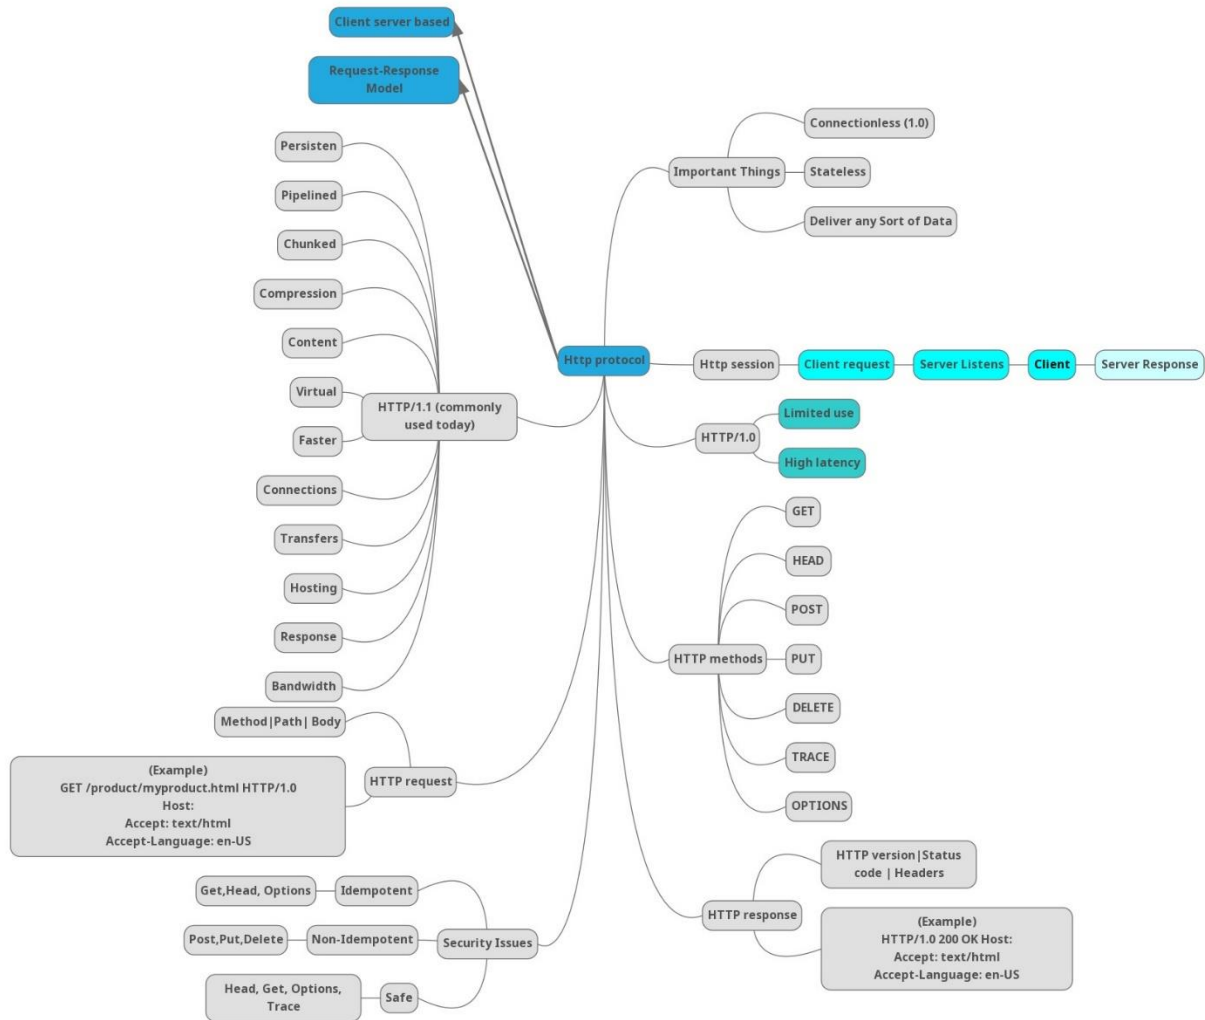 Client server based
Request-Response
Model
Persisten
Pipelined
Chunked
Compression
Content
Virtual
Faster
Connections
Transfers
Hosting
Response
Bandwidth
HTTP/1.1 (commonly
used today)
Method|Path| Body
(Example)
GET /product/myproduct.html HTTP/1.0
Host:
Accept: text/html
Accept-Language: en-US
HTTP request
Get,Head, Options
Idempotent
Post,Put,Delete
Non-Idempotent
Head, Get, Options,
Trace
Safe
Security Issues
Http protocol
Important Things
Connectionless (1.0)
Stateless
Deliver any Sort of Data
Http session
Client request
Server Listens
Client
Server Response
HTTP/1.0
Limited use
High latency
HTTP methods
GET
HEAD
POST
PUT
DELETE
TRACE
OPTIONS
HTTP response
HTTP version|Status
code | Headers
(Example)
HTTP/1.0 200 OK Host:
Accept: text/html
Accept-Language: en-US